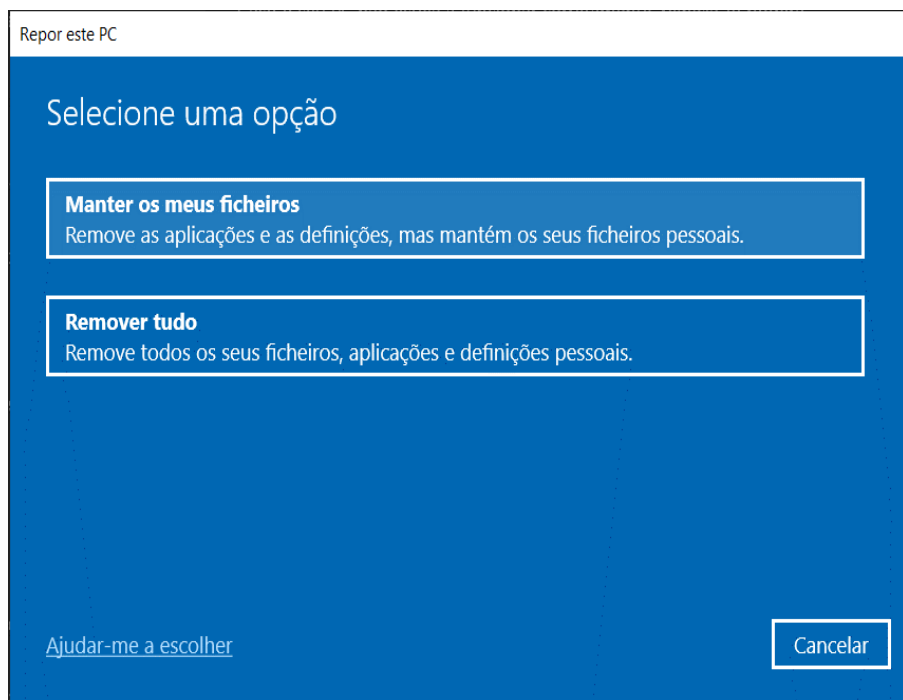 Repor este PC
Selecione uma opção
Manter os meus ficheiros
Remove as aplicações e as definições, mas mantém os seus ficheiros pessoais.
Remover tudo
Remove todos os seus ficheiros, aplicações e definições pessoais.
Ajudar-me a escolher
Cancelar